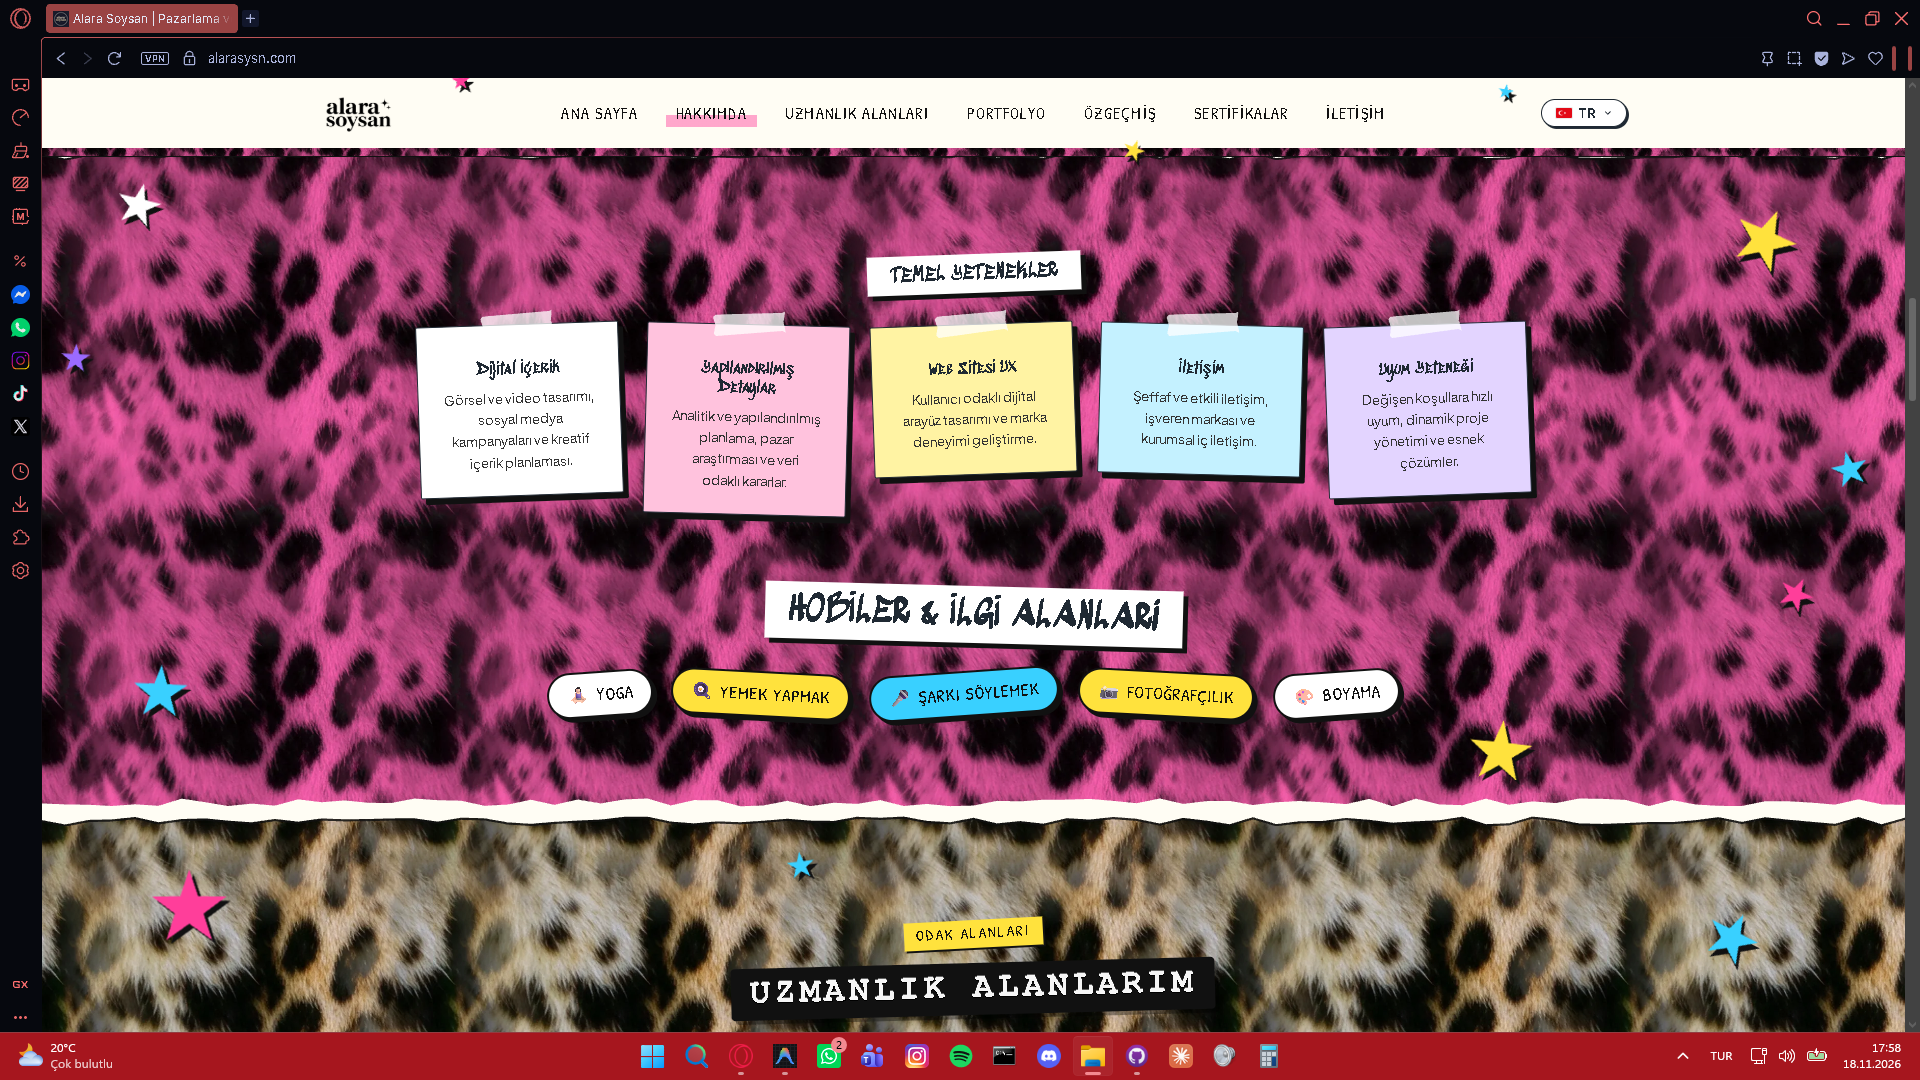 Alara Soysan | Pazarlama v
VPN
alarasysn.com
alara
soysan
ANA SAYFA
HAKKIMDA
UZMANLIK ALANLARI
PORTFOLYO
ÖZGEÇMİŞ
SERTİFİKALAR
İLETİŞİM
TR
TEMEL YETENEKLER
Dijital İçerik
Görsel ve video tasarımı,
sosyal medya
kampanyaları ve kreatif
içerik planlaması.
Yapılandırılmış
Detaylar
Analitik ve yapılandırılmış
planlama, pazar
araştırması ve veri
odaklı kararlar.
Web Sitesi UX
Kullanıcı odaklı dijital
arayüz tasarımı ve marka
deneyimi geliştirme.
İletişim
Şeffaf ve etkili iletişim,
işveren markası ve
kurumsal iç iletişim.
Uyum Yeteneği
Değişen koşullara hızlı
uyum, dinamik proje
yönetimi ve esnek
çözümler.
HOBİLER & İLGİ ALANLARI
YOGA
YEMEK YAPMAK
ŞARKI SÖYLEMEK
FOTOĞRAFÇILIK
BOYAMA
ODAK ALANLARI
UZMANLIK ALANLARIM
GX
20°C
Çok bulutlu
2
TUR
17:58
18.11.2026